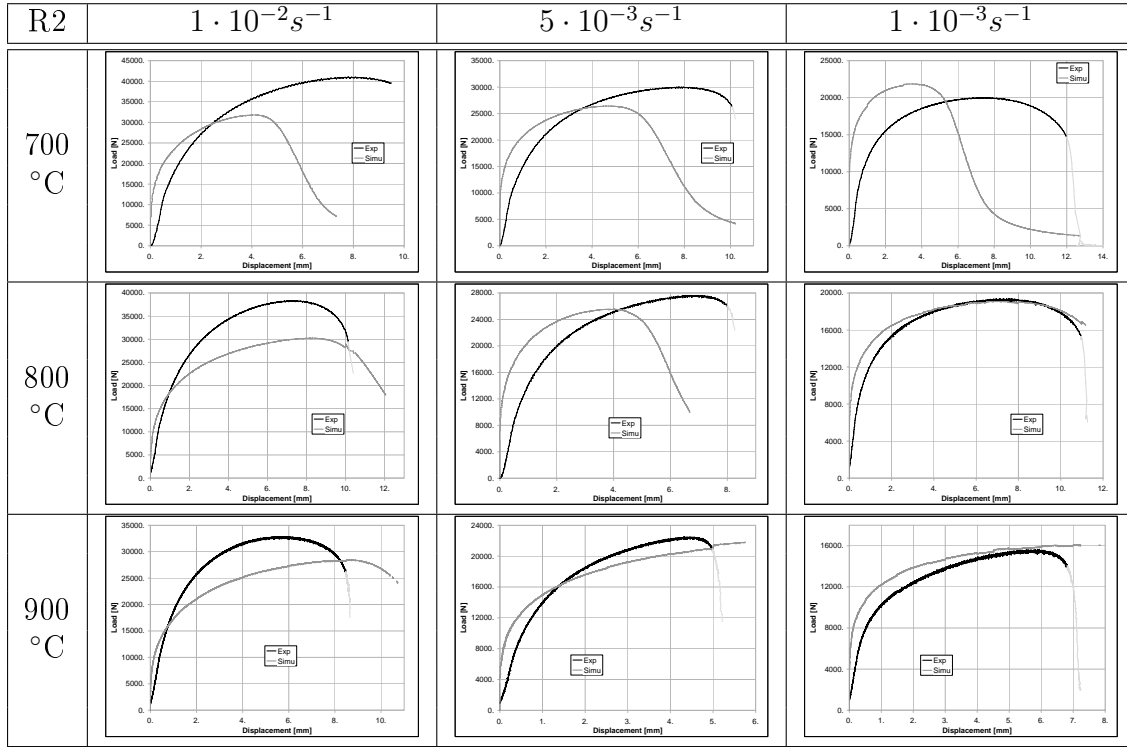 R2 1 · 10⁻²s⁻¹ 5 · 10⁻³s⁻¹ 1 · 10⁻³s⁻¹
700
°C
Load [N]
45000.
40000.
35000.
30000.
25000.
20000.
15000.
10000.
5000.
0.
Exp
Simu
0. 2. 4. 6. 8. 10.
Displacement [mm]
Load [N]
35000.
30000.
25000.
20000.
15000.
10000.
5000.
0.
Exp
Simu
0. 2. 4. 6. 8. 10.
Displacement [mm]
Load [N]
25000.
20000.
15000.
10000.
5000.
0.
Exp
Simu
0. 2. 4. 6. 8. 10. 12. 14.
Displacement [mm]
800
°C
Load [N]
40000.
35000.
30000.
25000.
20000.
15000.
10000.
5000.
0.
Exp
Simu
0. 2. 4. 6. 8. 10. 12.
Displacement [mm]
Load [N]
28000.
24000.
20000.
16000.
12000.
8000.
4000.
0.
Exp
Simu
0. 2. 4. 6. 8.
Displacement [mm]
Load [N]
20000.
16000.
12000.
8000.
4000.
0.
Exp
Simu
0. 2. 4. 6. 8. 10. 12.
Displacement [mm]
900
°C
Load [N]
35000.
30000.
25000.
20000.
15000.
10000.
5000.
0.
Exp
Simu
0. 2. 4. 6. 8. 10.
Displacement [mm]
Load [N]
24000.
20000.
16000.
12000.
8000.
4000.
0.
Exp
Simu
0. 1. 2. 3. 4. 5. 6.
Displacement [mm]
Load [N]
16000.
12000.
8000.
4000.
0.
Exp
Simu
0. 1. 2. 3. 4. 5. 6. 7. 8.
Displacement [mm]